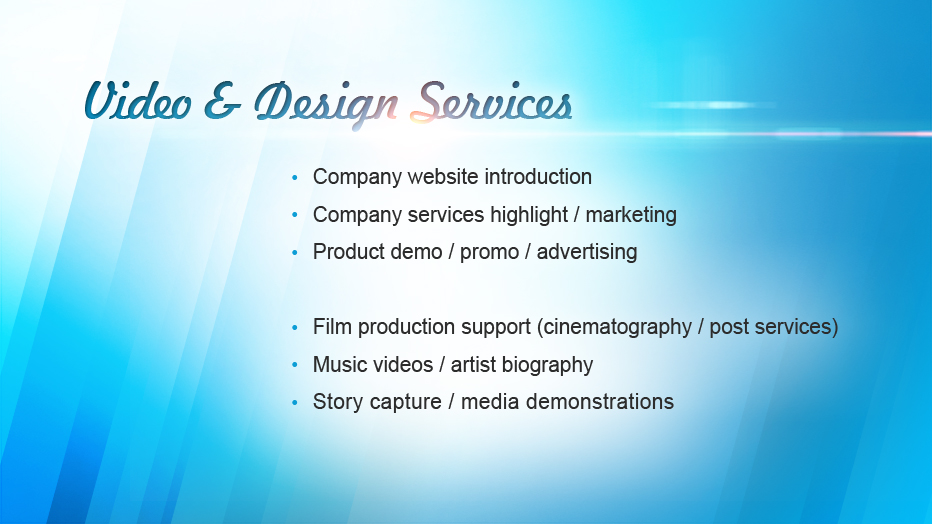 Video & Design Services
• Company website introduction
• Company services highlight / marketing
• Product demo / promo / advertising
• Film production support (cinematography / post services)
• Music videos / artist biography
• Story capture / media demonstrations